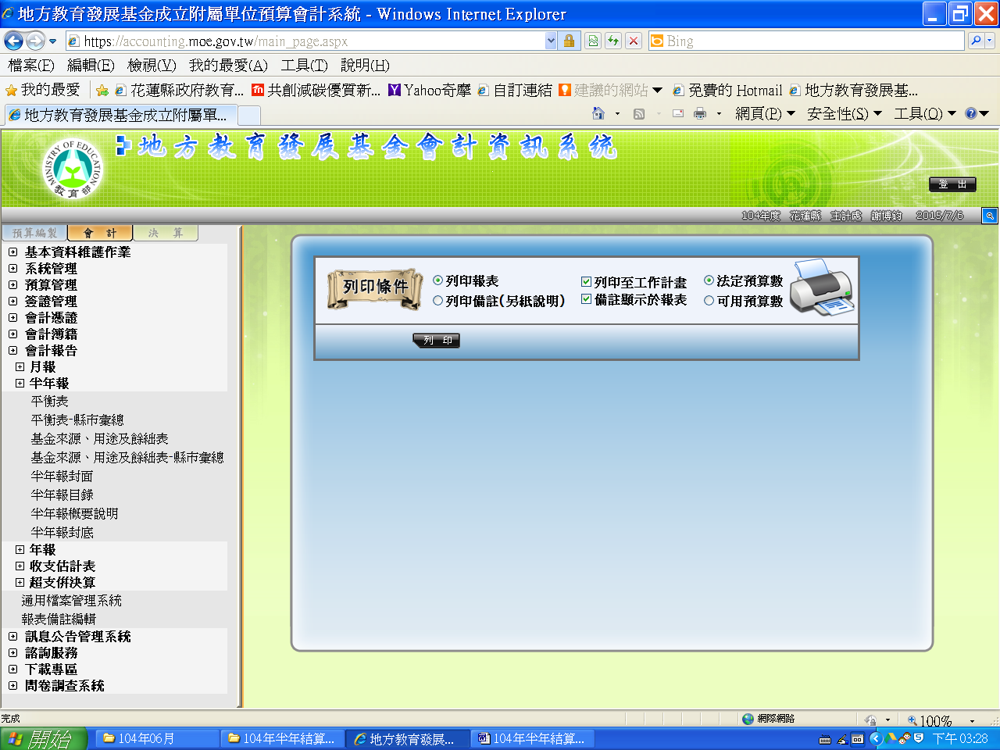 地方教育發展基金成立附屬單位預算會計系統 - Windows Internet Explorer
https://accounting.moe.gov.tw/main_page.aspx
Bing
檔案(F) 編輯(E) 檢視(V) 我的最愛(A) 工具(T) 說明(H)
我的最愛 花蓮縣政府教育... 共創減碳優質新... Yahoo奇摩 自訂連結 建議的網站 免費的 Hotmail 地方教育發展基...
地方教育發展基金成立附屬單... 網頁(P) 安全性(S) 工具(O)
MINISTRY OF EDUCATION
教育部
地方教育發展基金會計資訊系統
登 出
104年度 花蓮縣 主計處 謝博鈞 2015/7/6
預算編製 會 計 決 算
基本資料維護作業
系統管理
預算管理
簽證管理
會計憑證
會計簿籍
會計報告
月報
半年報
平衡表
平衡表-縣市彙總
基金來源、用途及餘絀表
基金來源、用途及餘絀表-縣市彙總
半年報封面
半年報目錄
半年報概要說明
半年報封底
年報
收支估計表
超支併決算
通用檔案管理系統
報表備註編輯
訊息公告管理系統
諮詢服務
下載專區
問卷調查系統
列印條件
列印報表 列印至工作計畫 法定預算數
列印備註(另紙說明) 備註顯示於報表 可用預算數
列 印
完成 網際網路 100%
開始 104年06月 104年半年結算... 地方教育發展... 104年半年結算... 下午 03:28